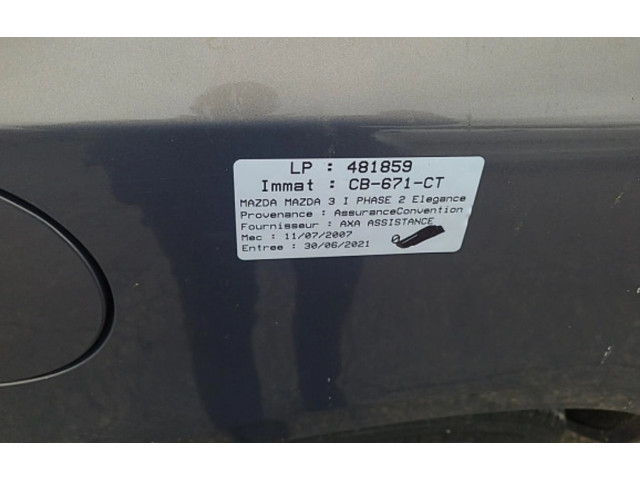 LP : 481859
Immat : CB-671-CT
MAZDA MAZDA 3 I PHASE 2 Elegance
Provenance : AssuranceConvention
Fournisseur : AXA ASSISTANCE
Mec : 11/07/2007
Entree : 30/06/2021